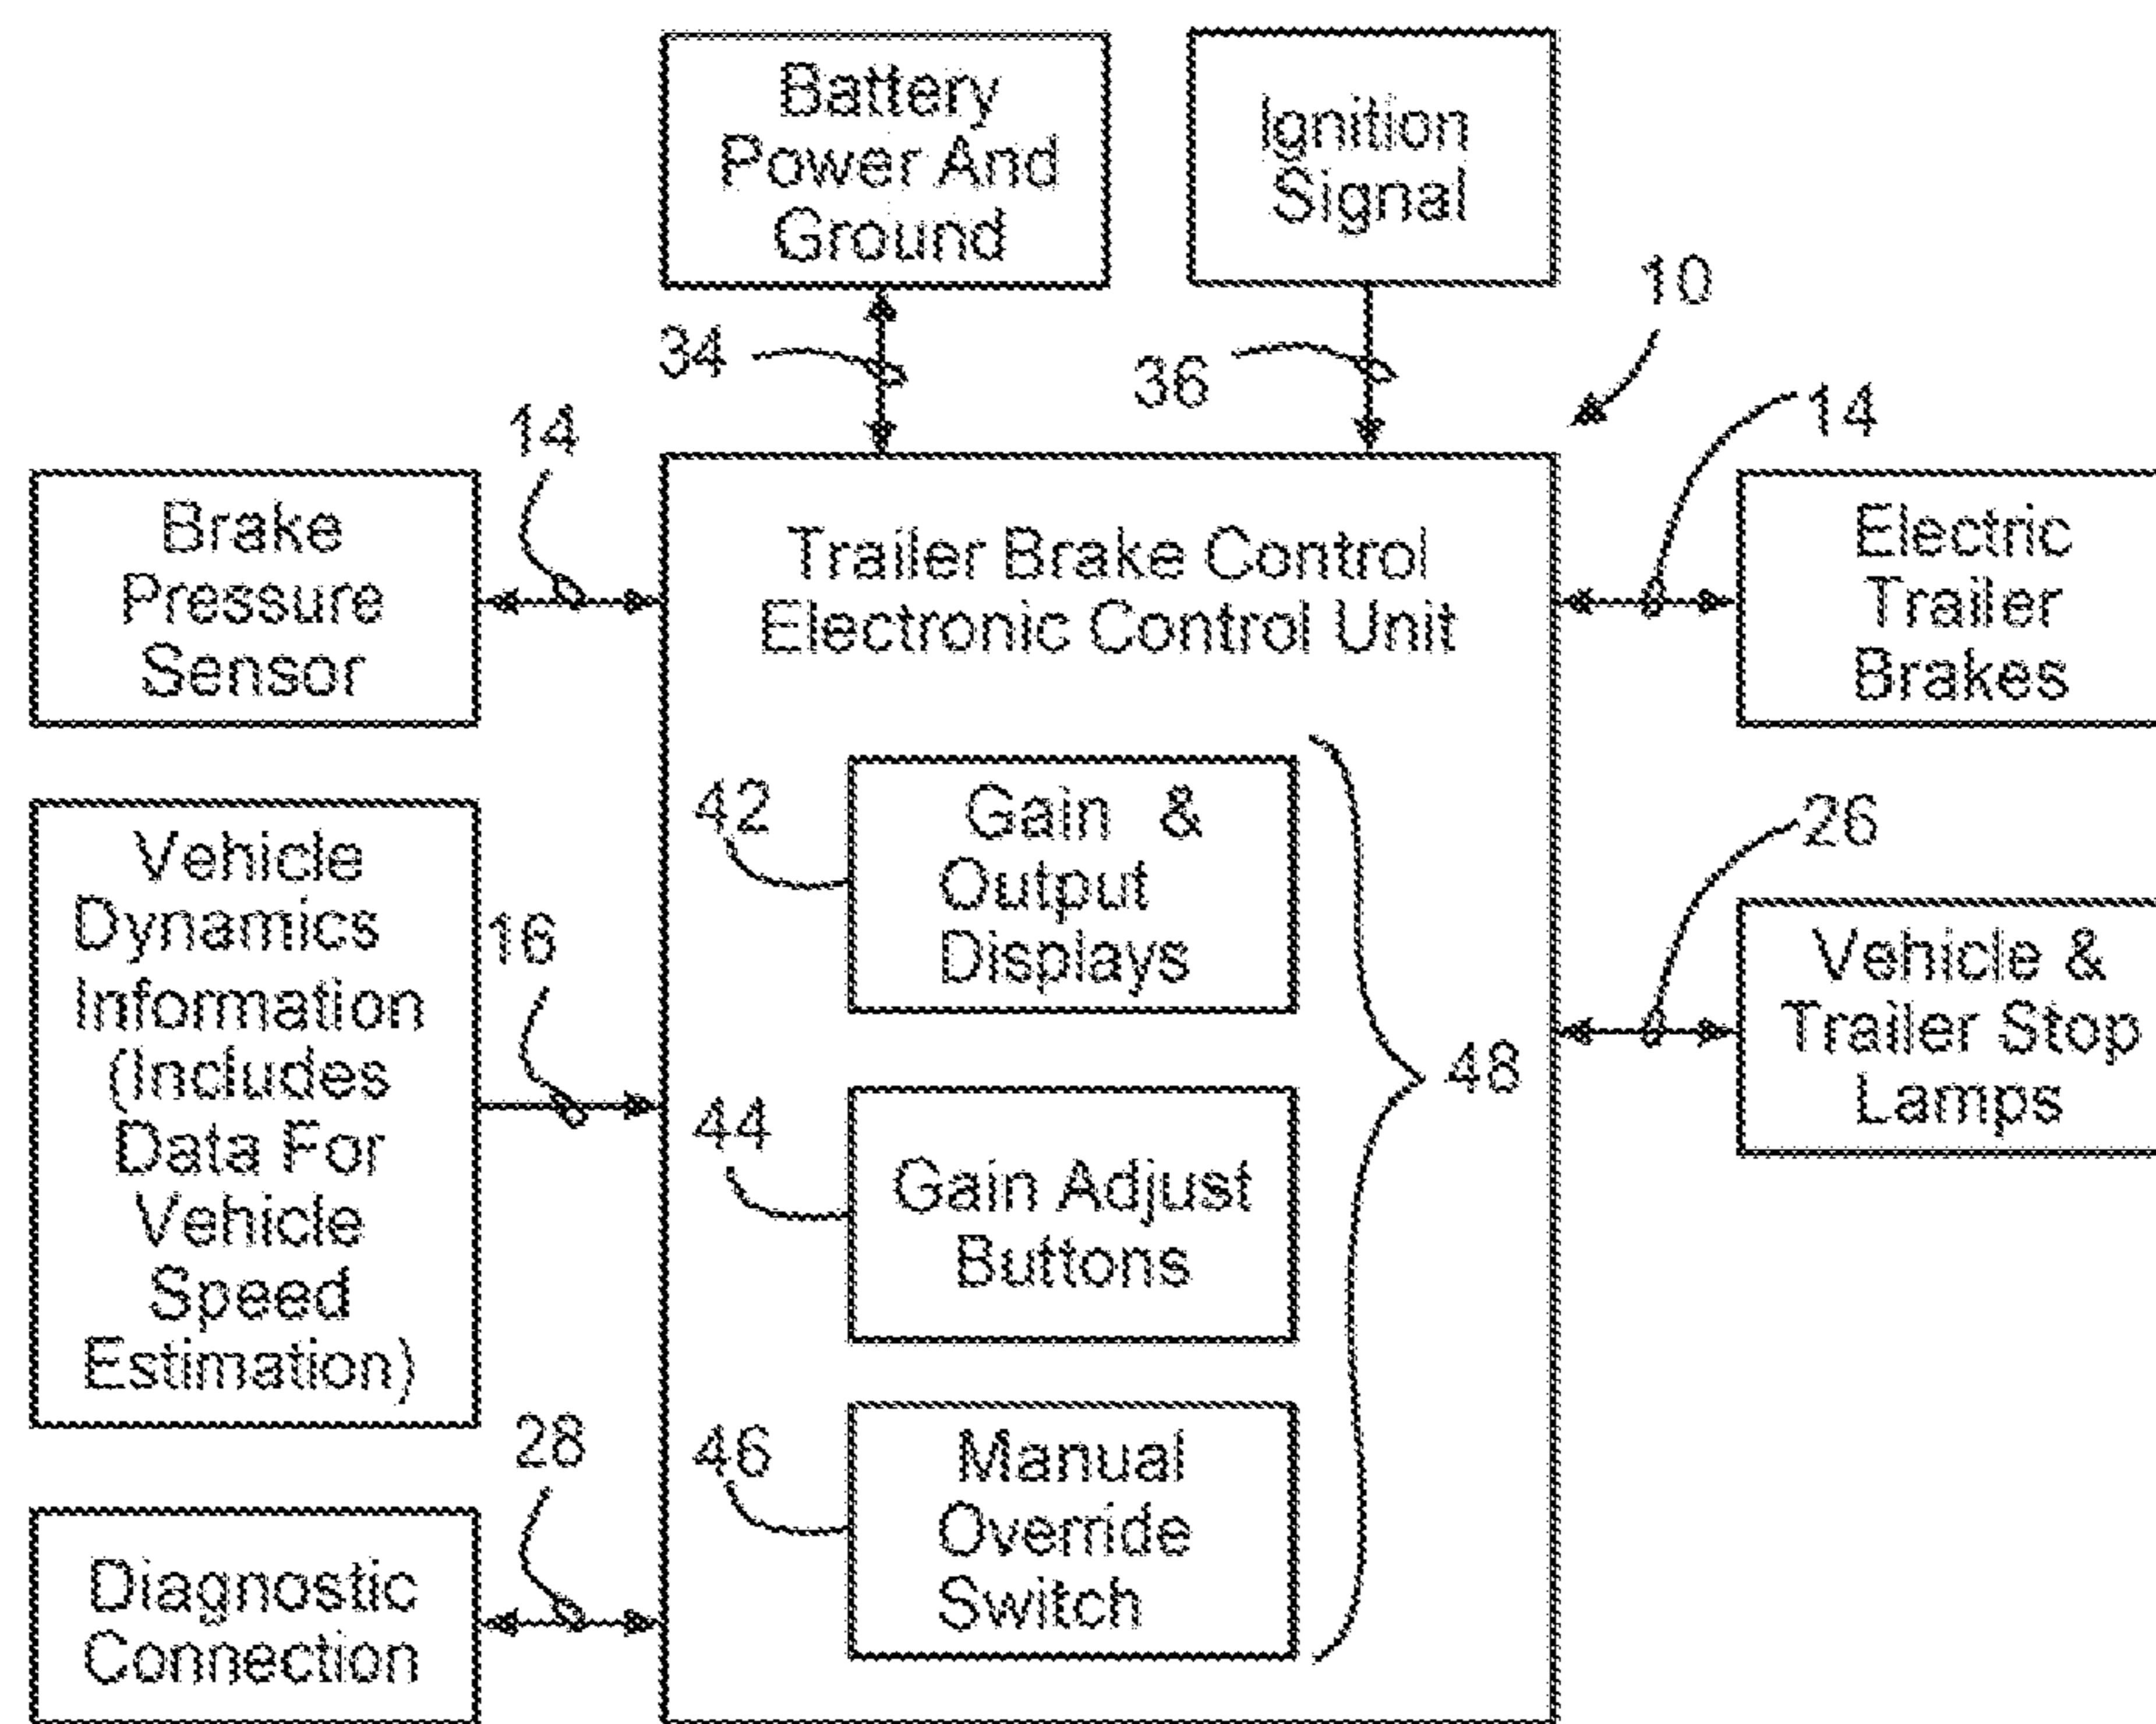 Battery
Power And
Ground
Ignition
Signal
10
34
36
14
14
Brake
Pressure
Sensor
Trailer Brake Control
Electronic Control Unit
Electric
Trailer
Brakes
42
Gain &
Output
Displays
26
Vehicle
Dynamics
Information
(Includes
Data For
Vehicle
Speed
Estimation)
16
Vehicle &
Trailer Stop
Lamps
48
44
Gain Adjust
Buttons
28
46
Manual
Override
Switch
Diagnostic
Connection